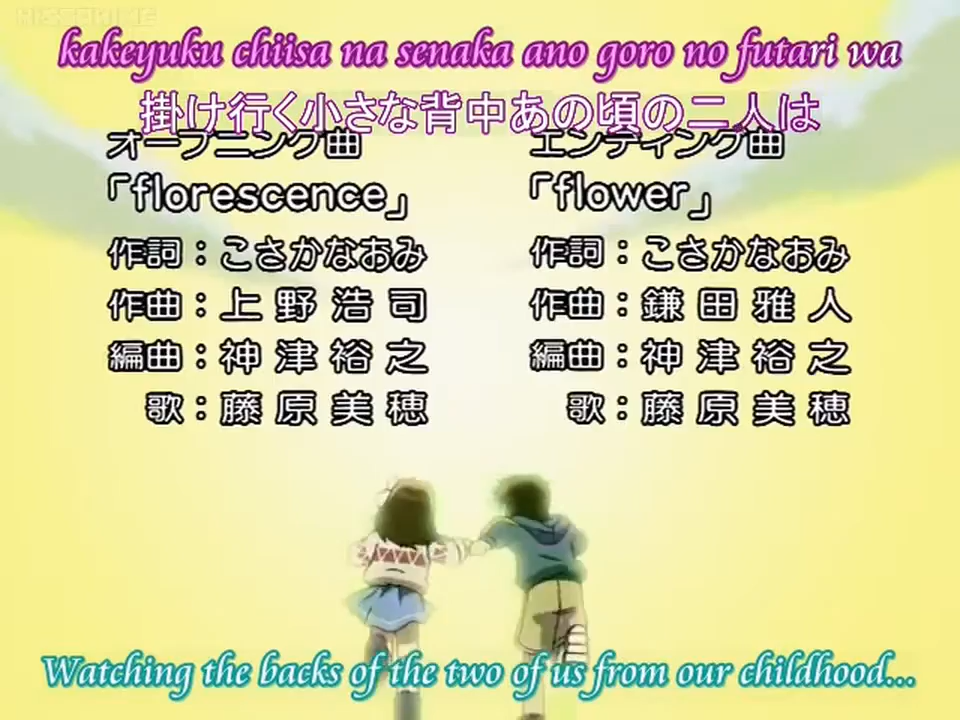 HISSAHIME
kakeyuku chiisa na senaka ano goro no futari wa
掛け行く小さな背中あの頃の二人は
オープニング曲
「florescence」
作詞：こさかなおみ
作曲：上野浩司
編曲：神津裕之
歌：藤原美穂
エンディング曲
「flower」
作詞：こさかなおみ
作曲：鎌田雅人
編曲：神津裕之
歌：藤原美穂
Watching the backs of the two of us from our childhood...